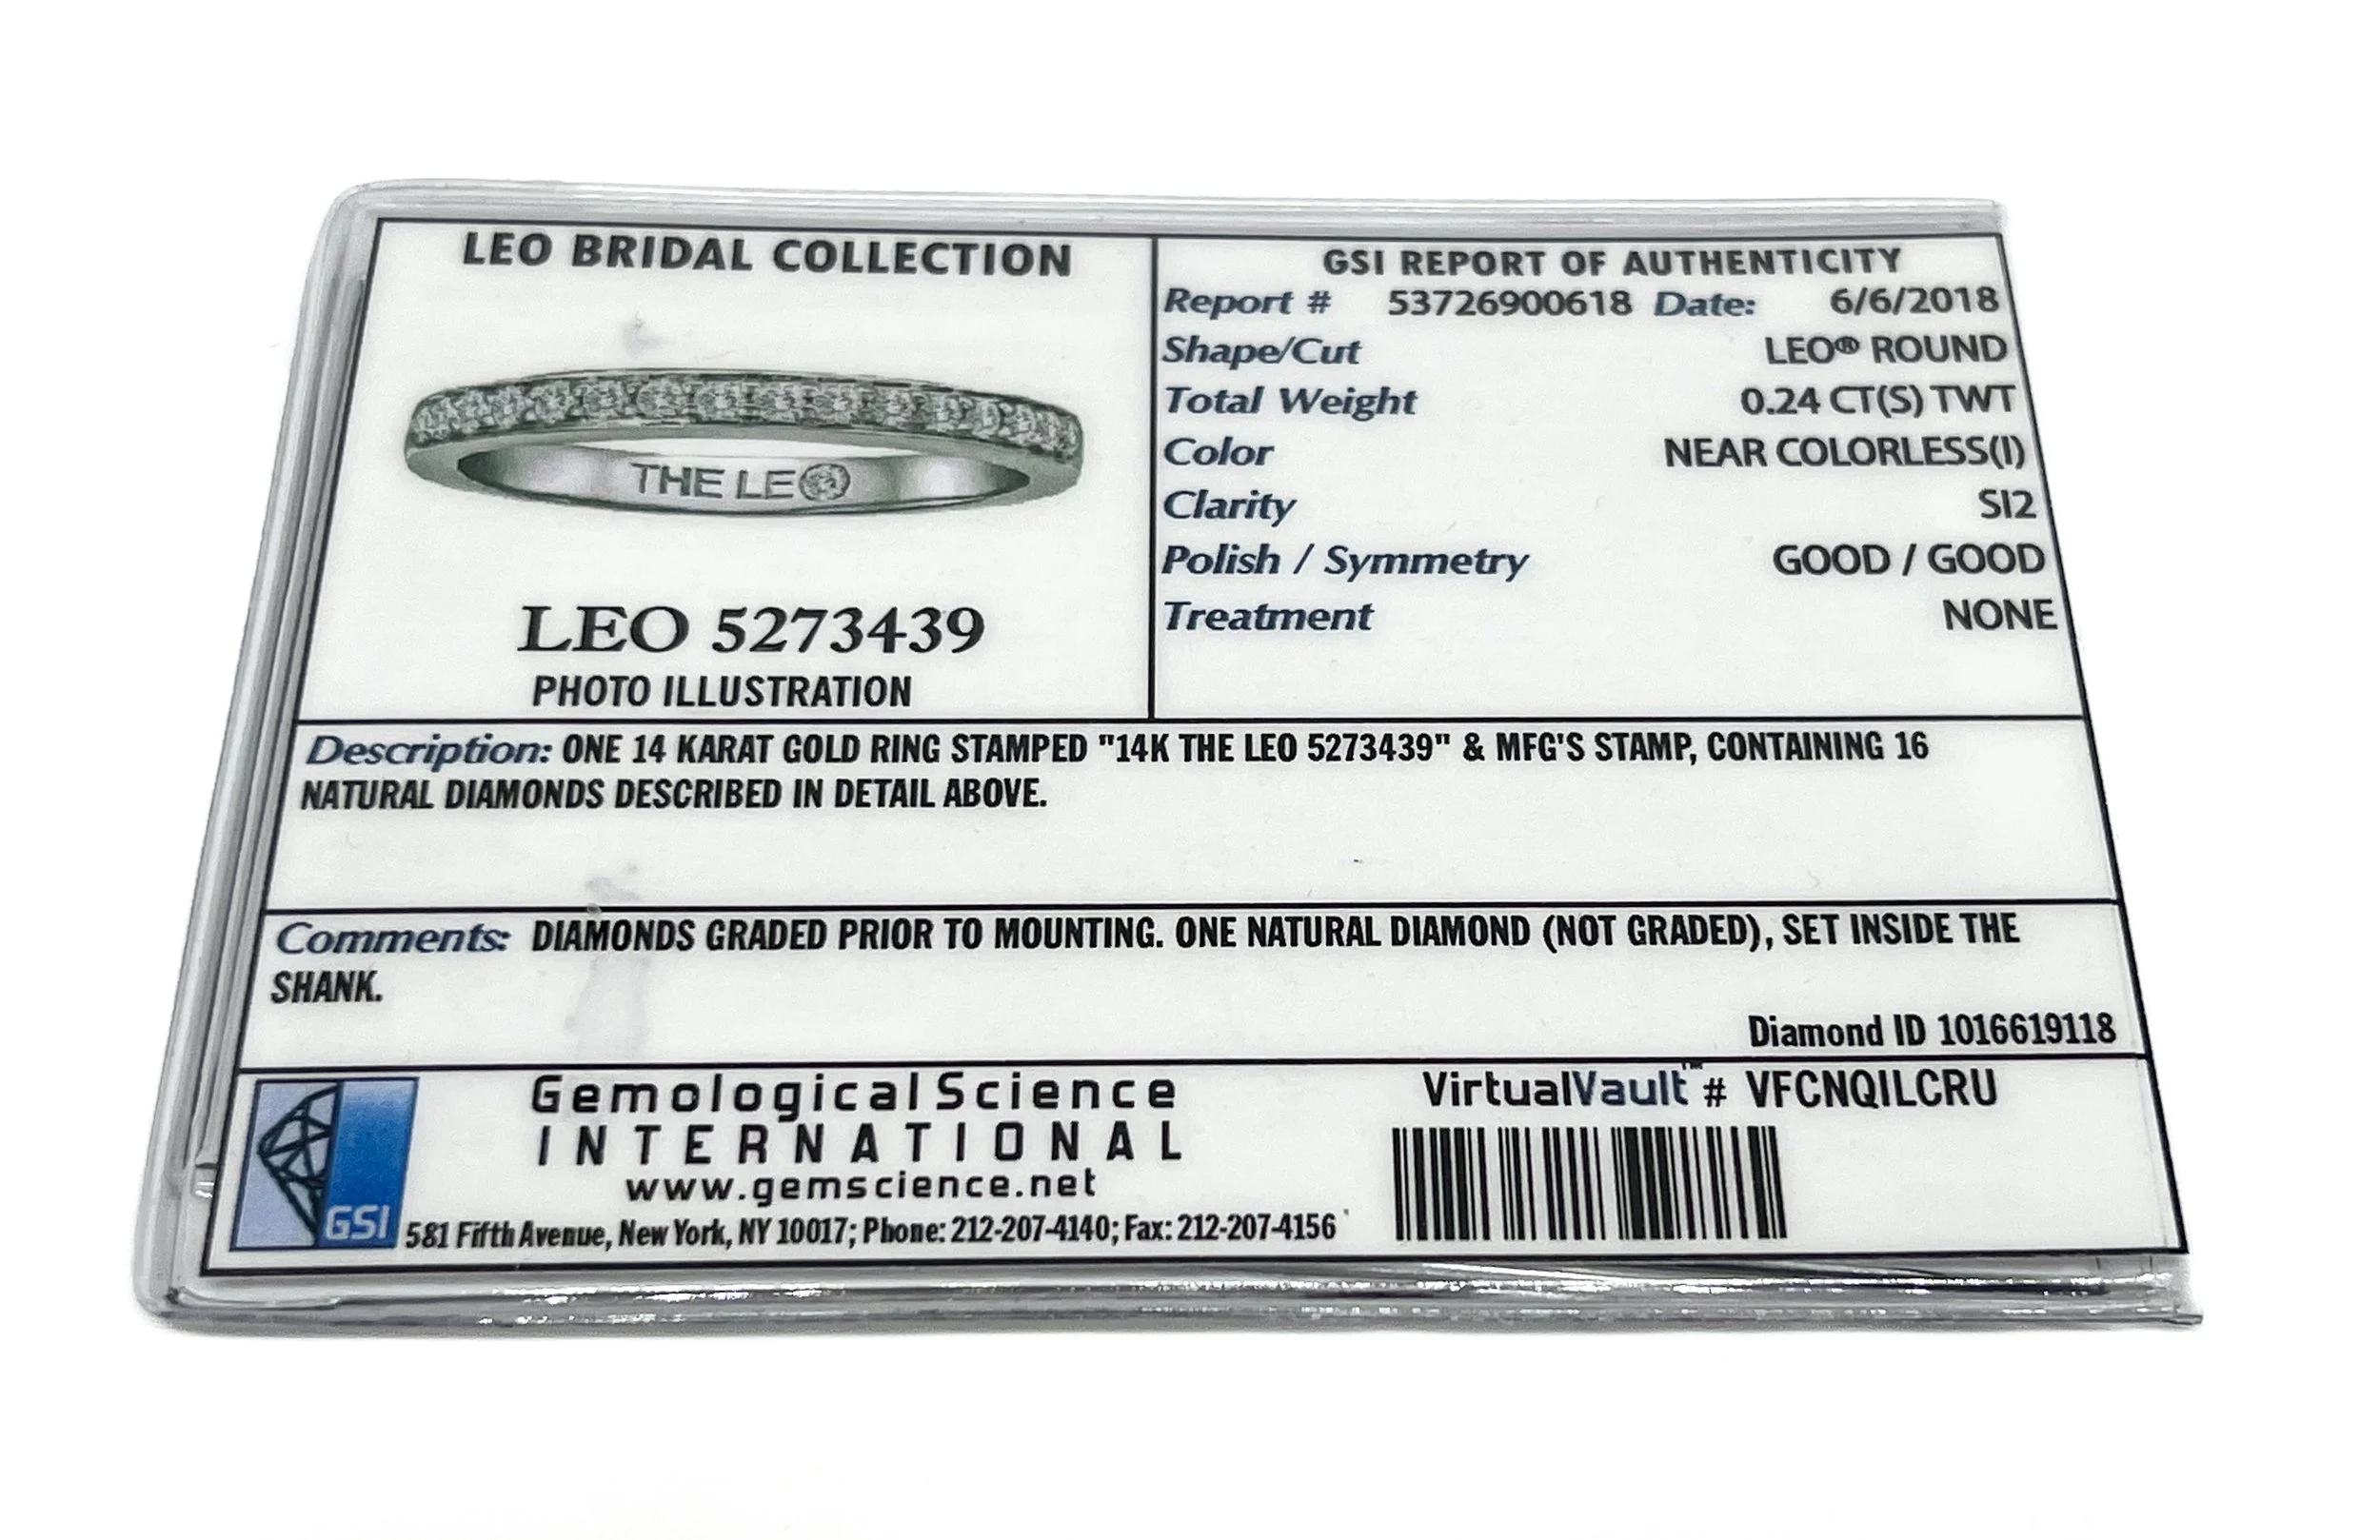 LEO BRIDAL COLLECTION
THE LEO
LEO 5273439
PHOTO ILLUSTRATION
GSI REPORT OF AUTHENTICITY
Report # 53726900618 Date: 6/6/2018
Shape/Cut LEO® ROUND
Total Weight 0.24 CT(S) TWT
Color NEAR COLORLESS(I)
Clarity SI2
Polish / Symmetry GOOD / GOOD
Treatment NONE
Description: ONE 14 KARAT GOLD RING STAMPED "14K THE LEO 5273439" & MFG'S STAMP, CONTAINING 16
NATURAL DIAMONDS DESCRIBED IN DETAIL ABOVE.
Comments: DIAMONDS GRADED PRIOR TO MOUNTING. ONE NATURAL DIAMOND (NOT GRADED), SET INSIDE THE
SHANK.
Diamond ID 1016619118
GSI
Gemological Science
INTERNATIONAL
www.gemscience.net
581 Fifth Avenue, New York, NY 10017; Phone: 212-207-4140; Fax: 212-207-4156
VirtualVault™# VFCNQILCRU